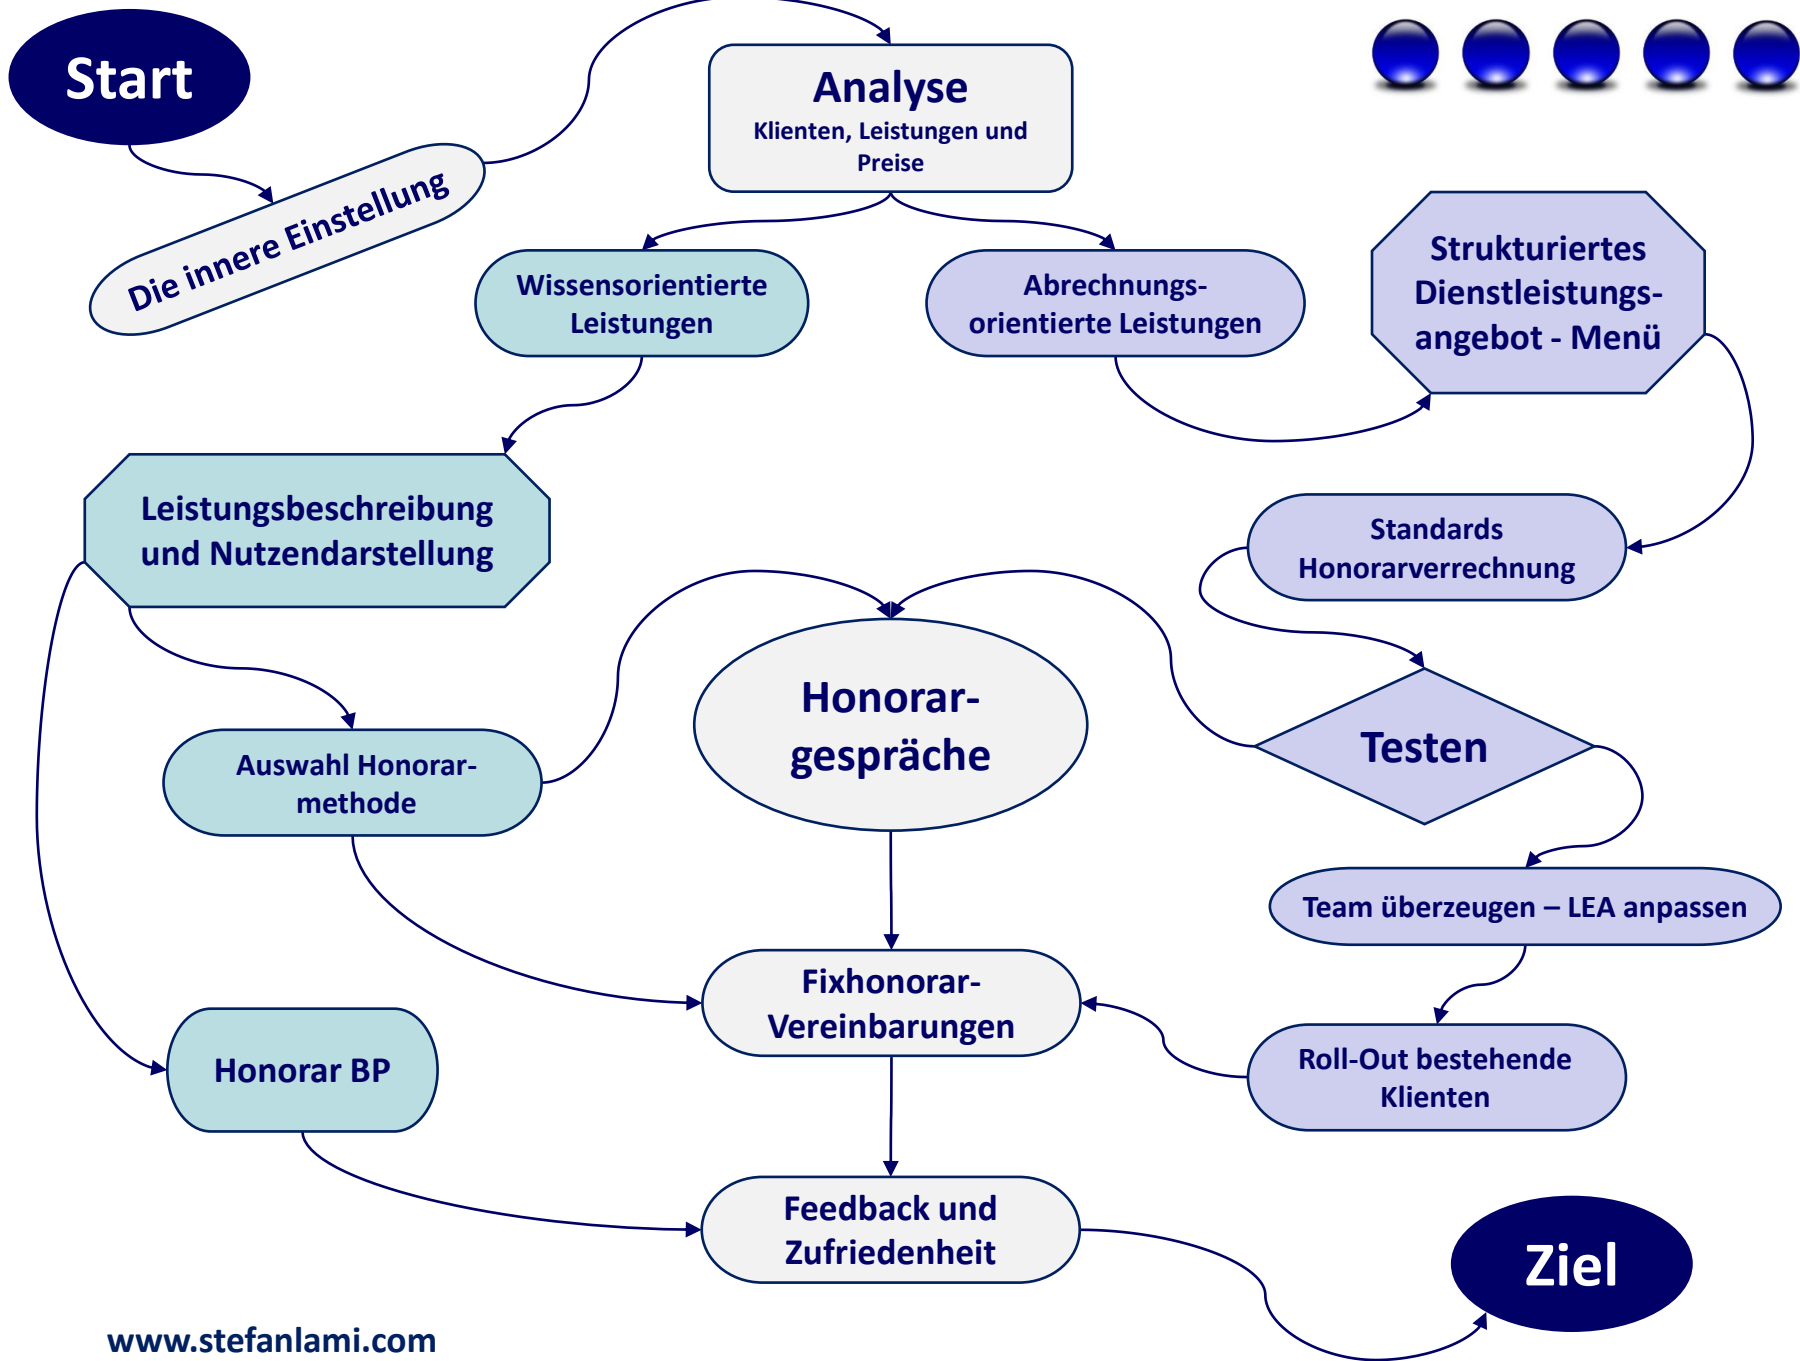 Start
Die innere Einstellung
Analyse
Klienten, Leistungen und
Preise
Wissensorientierte
Leistungen
Abrechnungs-
orientierte Leistungen
Strukturiertes
Dienstleistungs-
angebot - Menü
Leistungsbeschreibung
und Nutzendarstellung
Standards
Honorarverrechnung
Auswahl Honorar-
methode
Honorar-
gespräche
Testen
Team überzeugen – LEA anpassen
Fixhonorar-
Vereinbarungen
Honorar BP
Roll-Out bestehende
Klienten
Feedback und
Zufriedenheit
Ziel
www.stefanlami.com